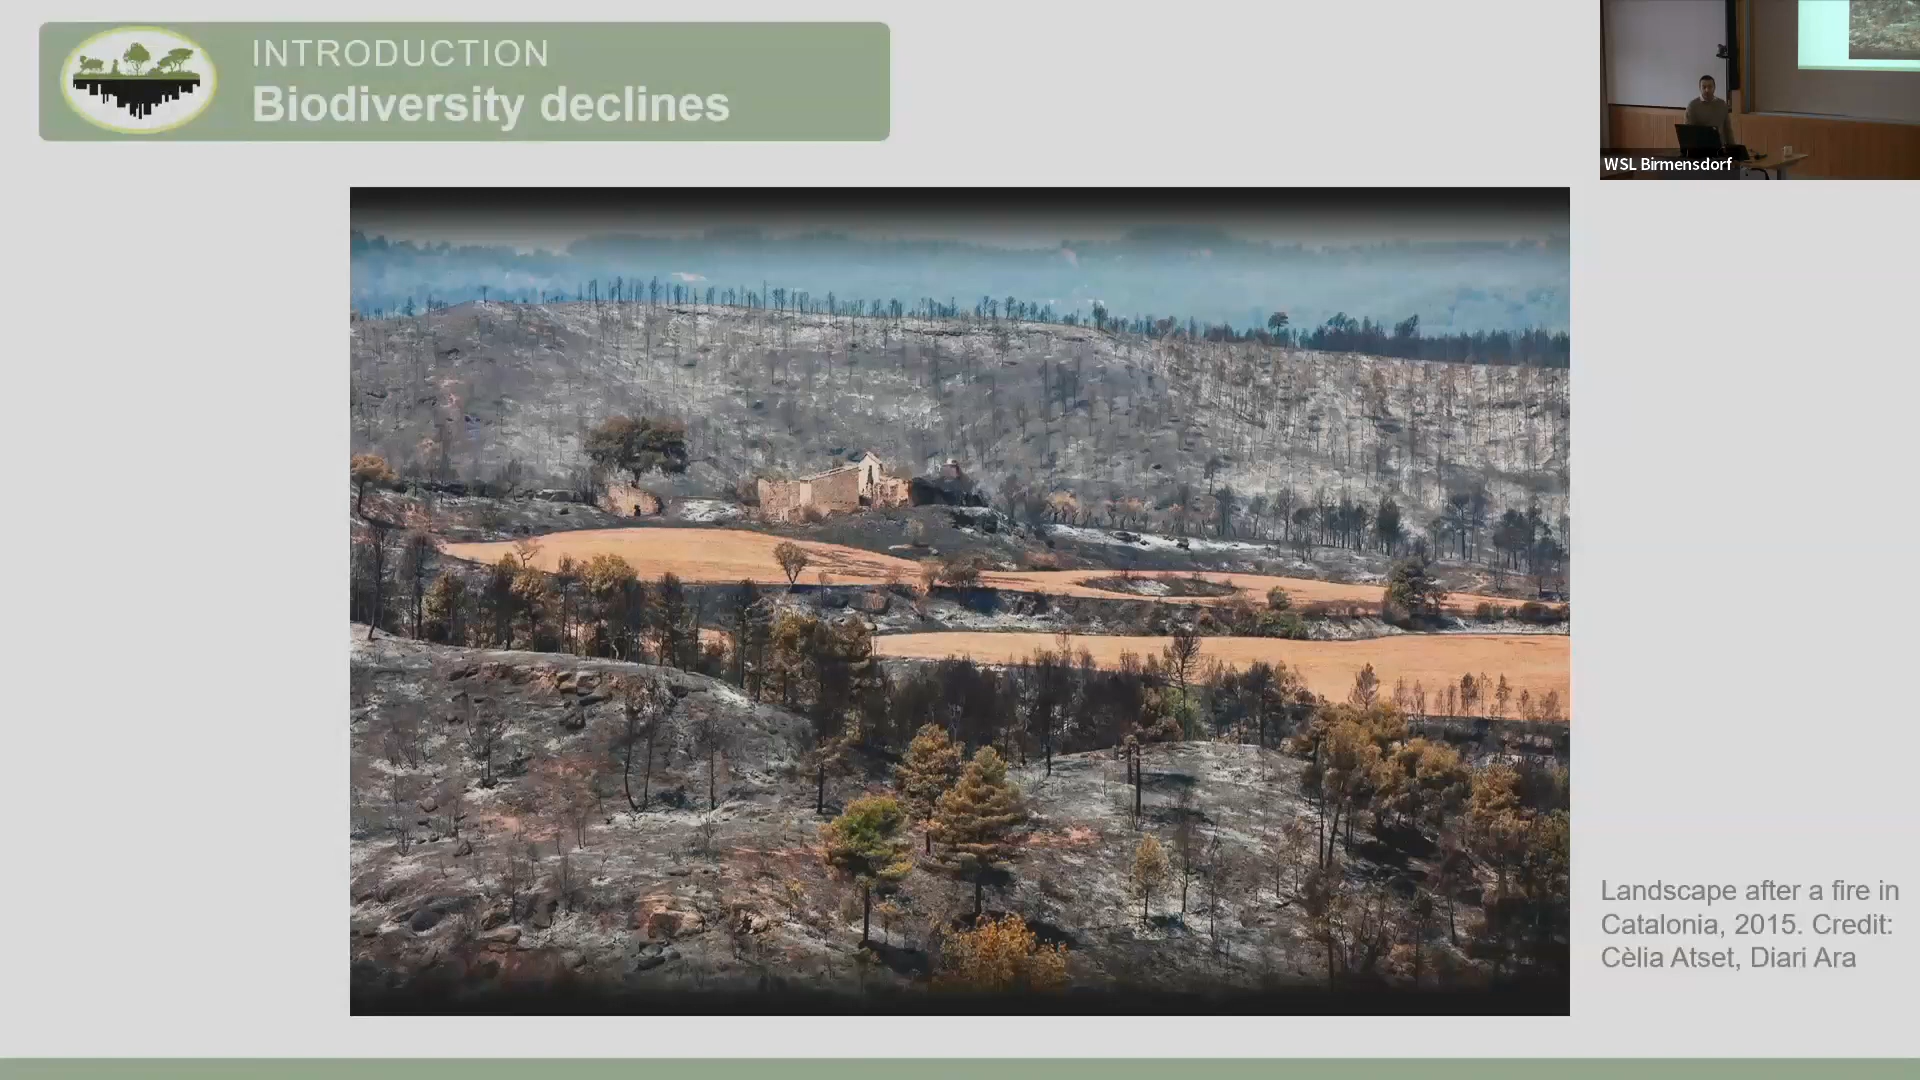 INTRODUCTION
Biodiversity declines
WSL Birmensdorf
Landscape after a fire in
Catalonia, 2015. Credit:
Cèlia Atset, Diari Ara